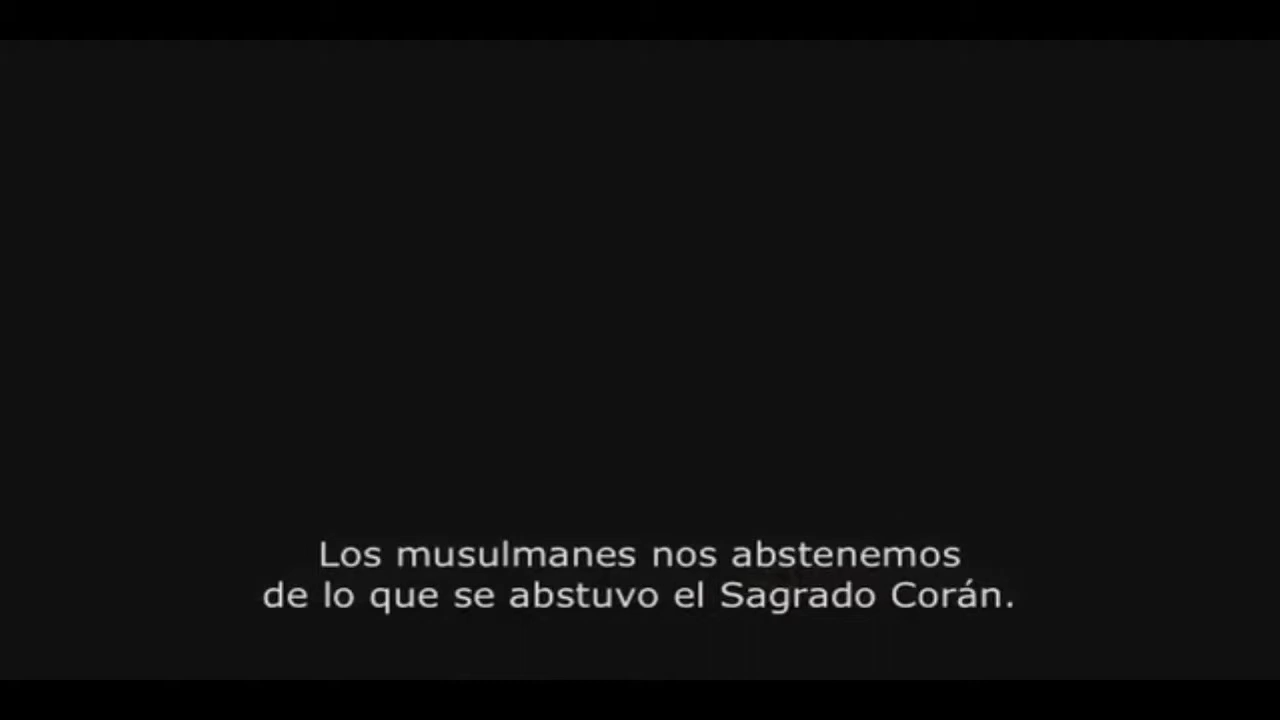 Los musulmanes nos abstenemos
de lo que se abstuvo el Sagrado Corán.